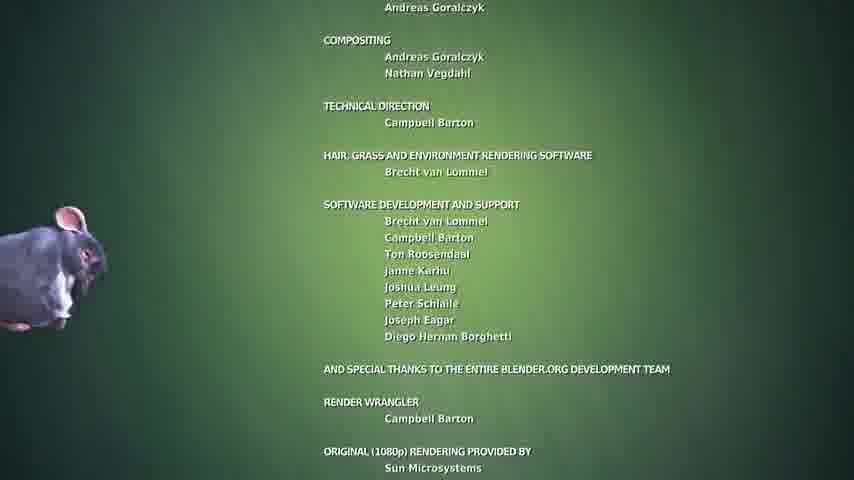 Andreas Goralczyk
COMPOSITING
Andreas Goralczyk
Nathan Vegdahl
TECHNICAL DIRECTION
Campbell Barton
HAIR, GRASS AND ENVIRONMENT RENDERING SOFTWARE
Brecht van Lommel
SOFTWARE DEVELOPMENT AND SUPPORT
Brecht van Lommel
Campbell Barton
Ton Roosendaal
Janne Karhu
Joshua Leung
Peter Schlaile
Joseph Eagar
Diego Hernan Borghetti
AND SPECIAL THANKS TO THE ENTIRE BLENDER.ORG DEVELOPMENT TEAM
RENDER WRANGLER
Campbell Barton
ORIGINAL (1080p) RENDERING PROVIDED BY
Sun Microsystems